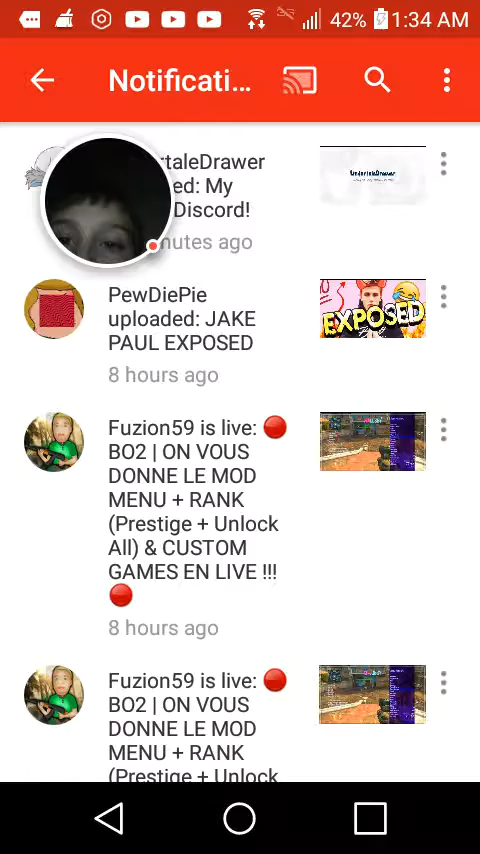 42% 1:34 AM
Notificati...
rtaleDrawer
ed: My
Discord!
nutes ago
UndertaleDrawer
PewDiePie
uploaded: JAKE
PAUL EXPOSED
8 hours ago
EXPOSED
Fuzion59 is live: 🔴
BO2 | ON VOUS
DONNE LE MOD
MENU + RANK
(Prestige + Unlock
All) & CUSTOM
GAMES EN LIVE !!!
🔴
8 hours ago
Fuzion59 is live: 🔴
BO2 | ON VOUS
DONNE LE MOD
MENU + RANK
(Prestige + Unlock